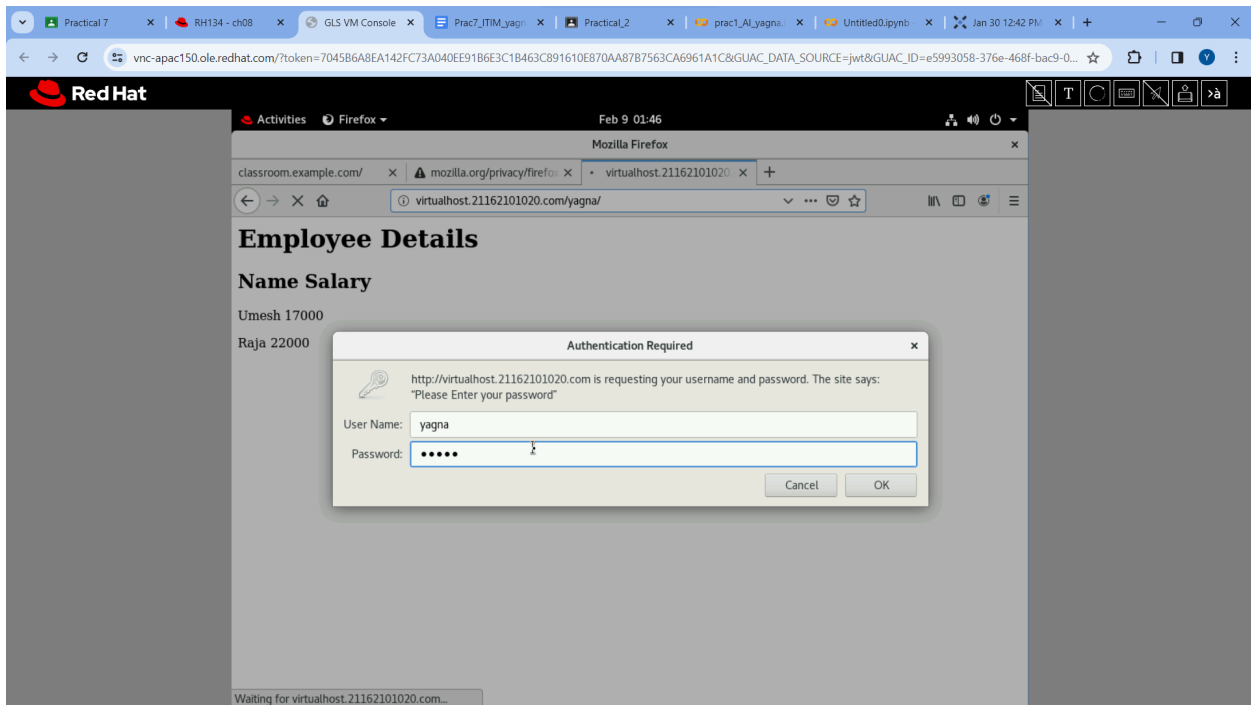 Practical 7
RH134 - ch08
GLS VM Console
Prac7_ITIM_yagn
Practical_2
prac1_AI_yagna.
Untitled0.ipynb
Jan 30 12:42 PM
vnc-apac150.ole.redhat.com/?token=7045B6A8EA142FC73A040EE91B6E3C1B463C891610E870AA87B7563CA6961A1C&GUAC_DATA_SOURCE=jwt&GUAC_ID=e5993058-376e-468f-bac9-0...
Y
Red Hat
T
>à
Activities Firefox Feb 9 01:46
Mozilla Firefox
classroom.example.com/
mozilla.org/privacy/firefox
virtualhost.21162101020
virtualhost.21162101020.com/yagna/
Employee Details
Name Salary
Umesh 17000
Raja 22000
Authentication Required
http://virtualhost.21162101020.com is requesting your username and password. The site says:
"Please Enter your password"
User Name: yagna
Password: •••••
Cancel OK
Waiting for virtualhost.21162101020.com...